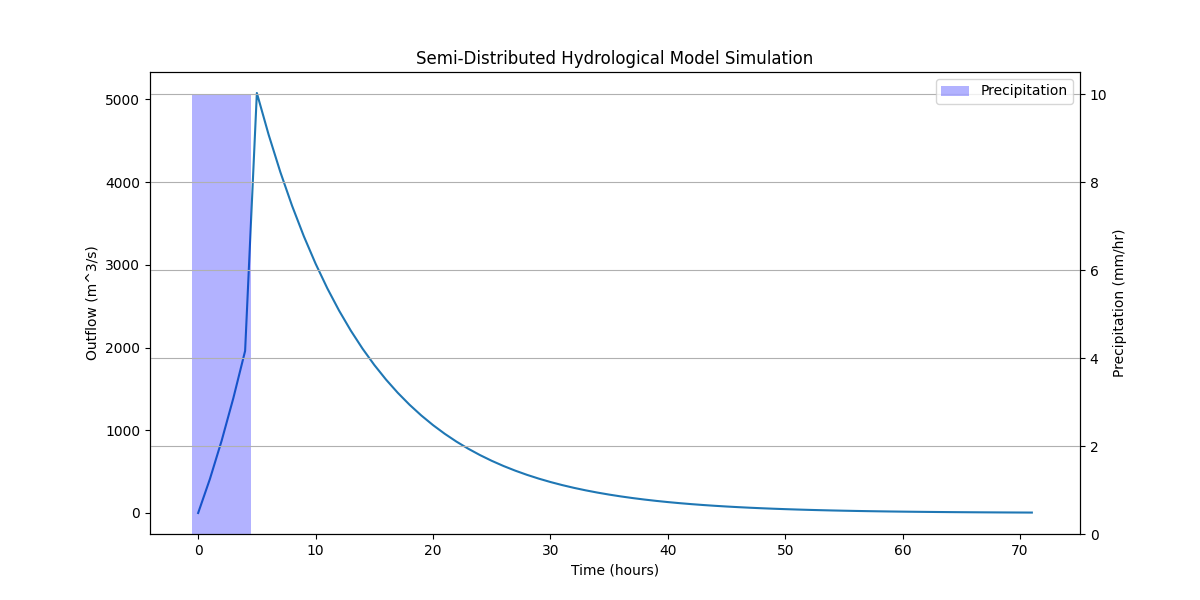 Semi-Distributed Hydrological Model Simulation
Precipitation
5000
4000
3000
2000
1000
0
Outflow (m^3/s)
10
8
6
4
2
0
Precipitation (mm/hr)
0 10 20 30 40 50 60 70
Time (hours)